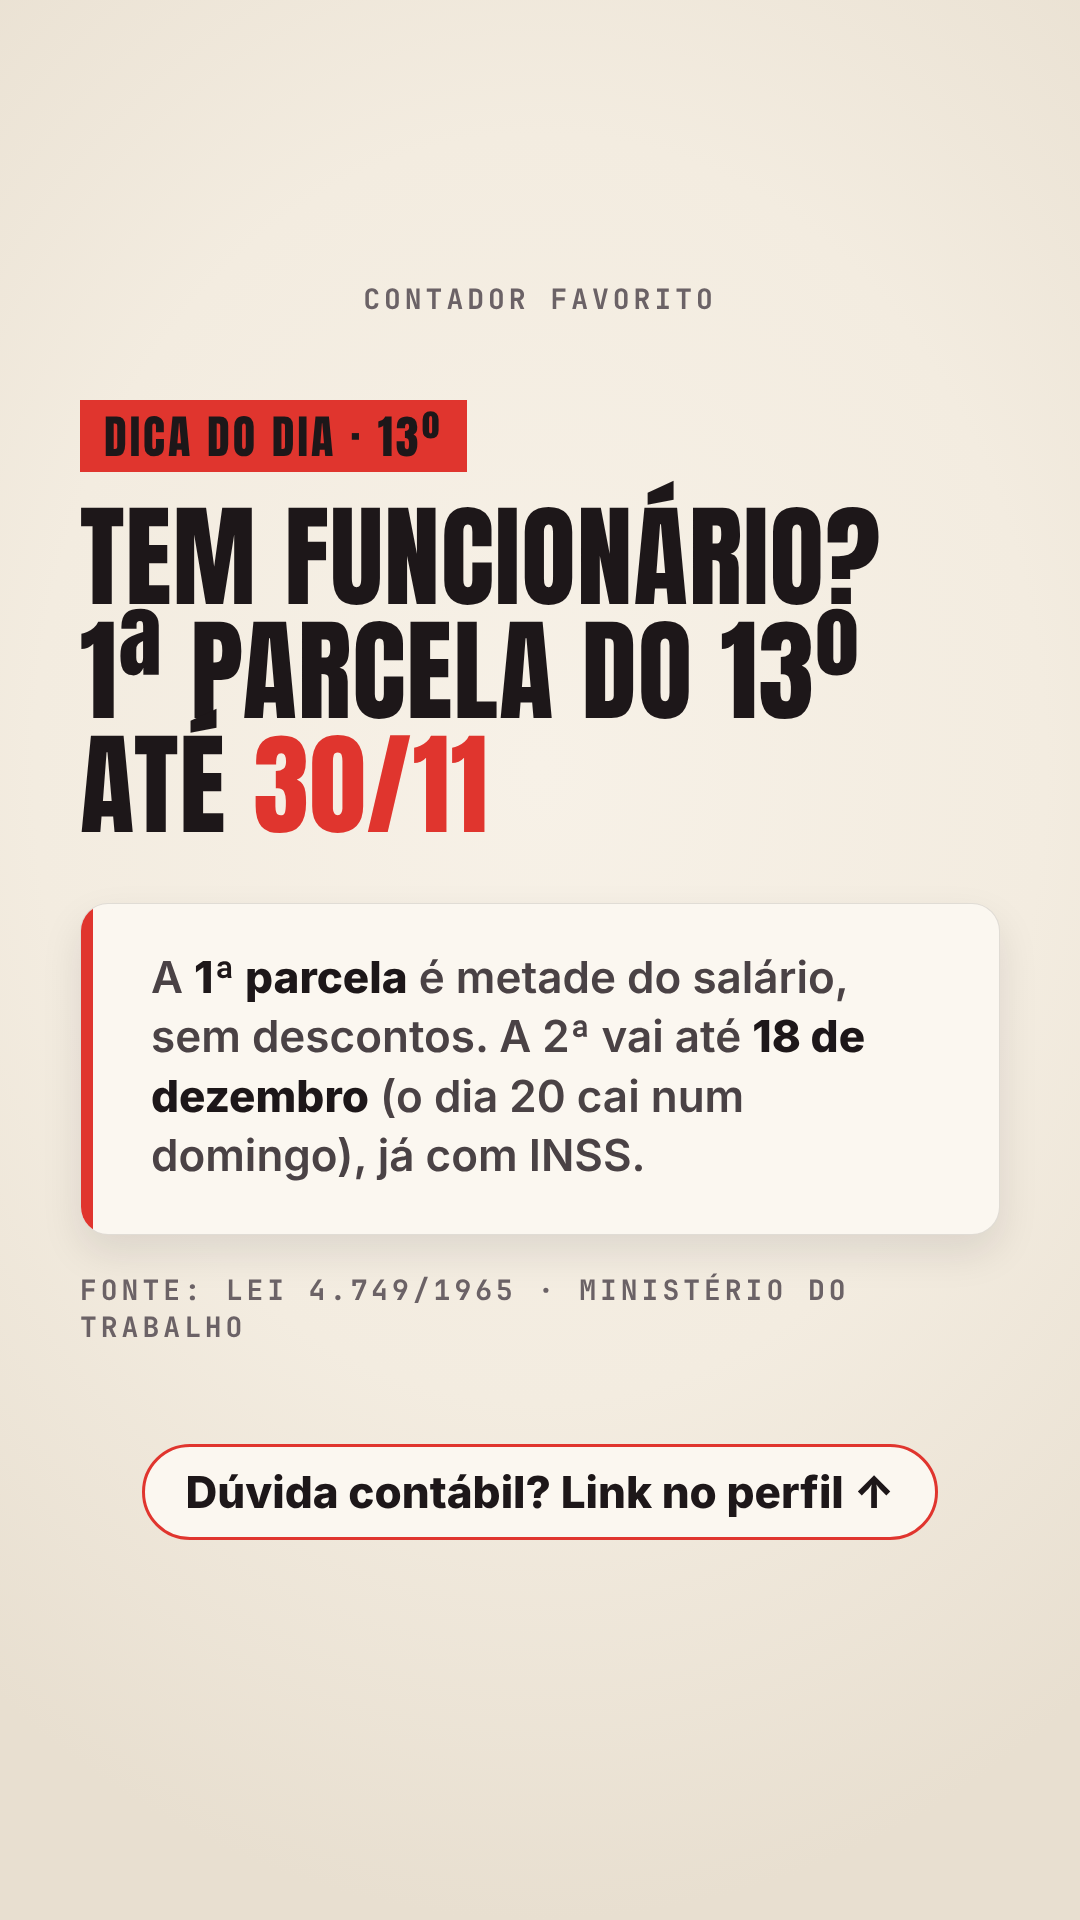 CONTADOR FAVORITO
DICA DO DIA · 13º
TEM FUNCIONÁRIO?
1ª PARCELA DO 13º
ATÉ 30/11
A 1ª parcela é metade do salário,
sem descontos. A 2ª vai até 18 de
dezembro (o dia 20 cai num
domingo), já com INSS.
FONTE: LEI 4.749/1965 · MINISTÉRIO DO
TRABALHO
Dúvida contábil? Link no perfil ↑